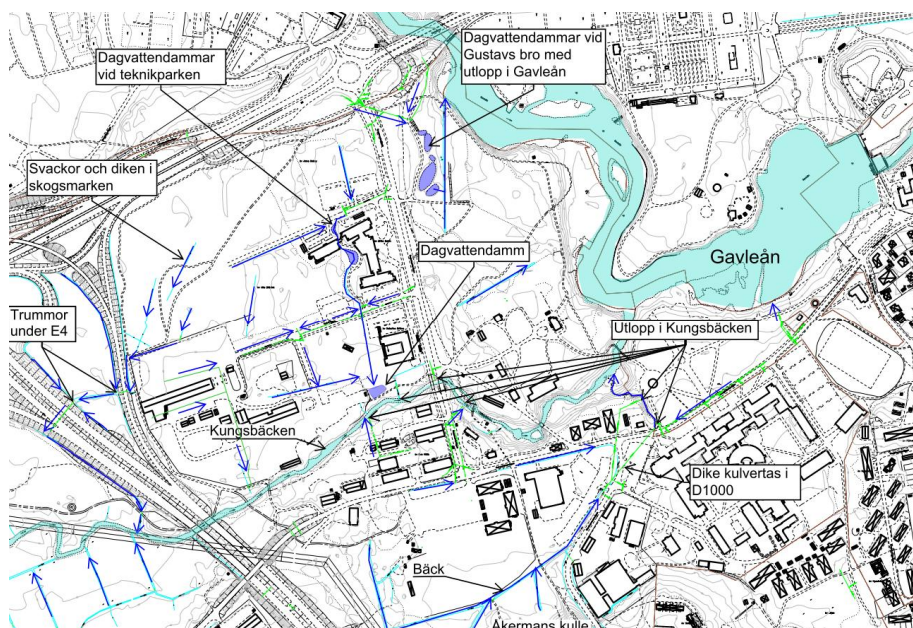 Dagvattendammar
vid teknikparken
Dagvattendammar vid
Gustavs bro med
utlopp i Gavleån
Svackor och diken i
skogsmarken
Dagvattendamm
Gavleån
Trummor
under E4
Utlopp i Kungsbäcken
Kungsbäcken
Dike kulvertas i
D1000
Bäck
Åkermans kulle